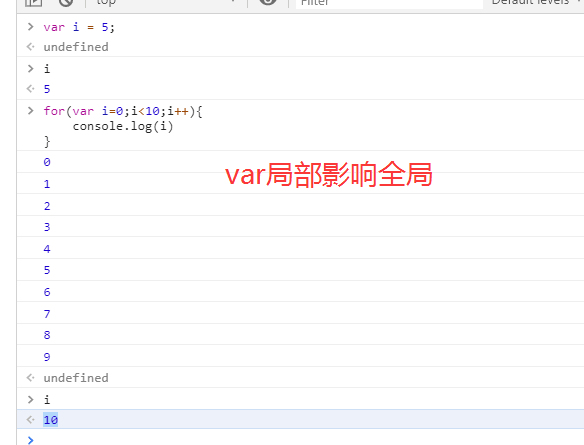 top
Filter
Default levels
> var i = 5;
undefined
> i
5
> for(var i=0;i<10;i++){
console.log(i)
}
0
var局部影响全局
1
2
3
4
5
6
7
8
9
undefined
> i
10
>